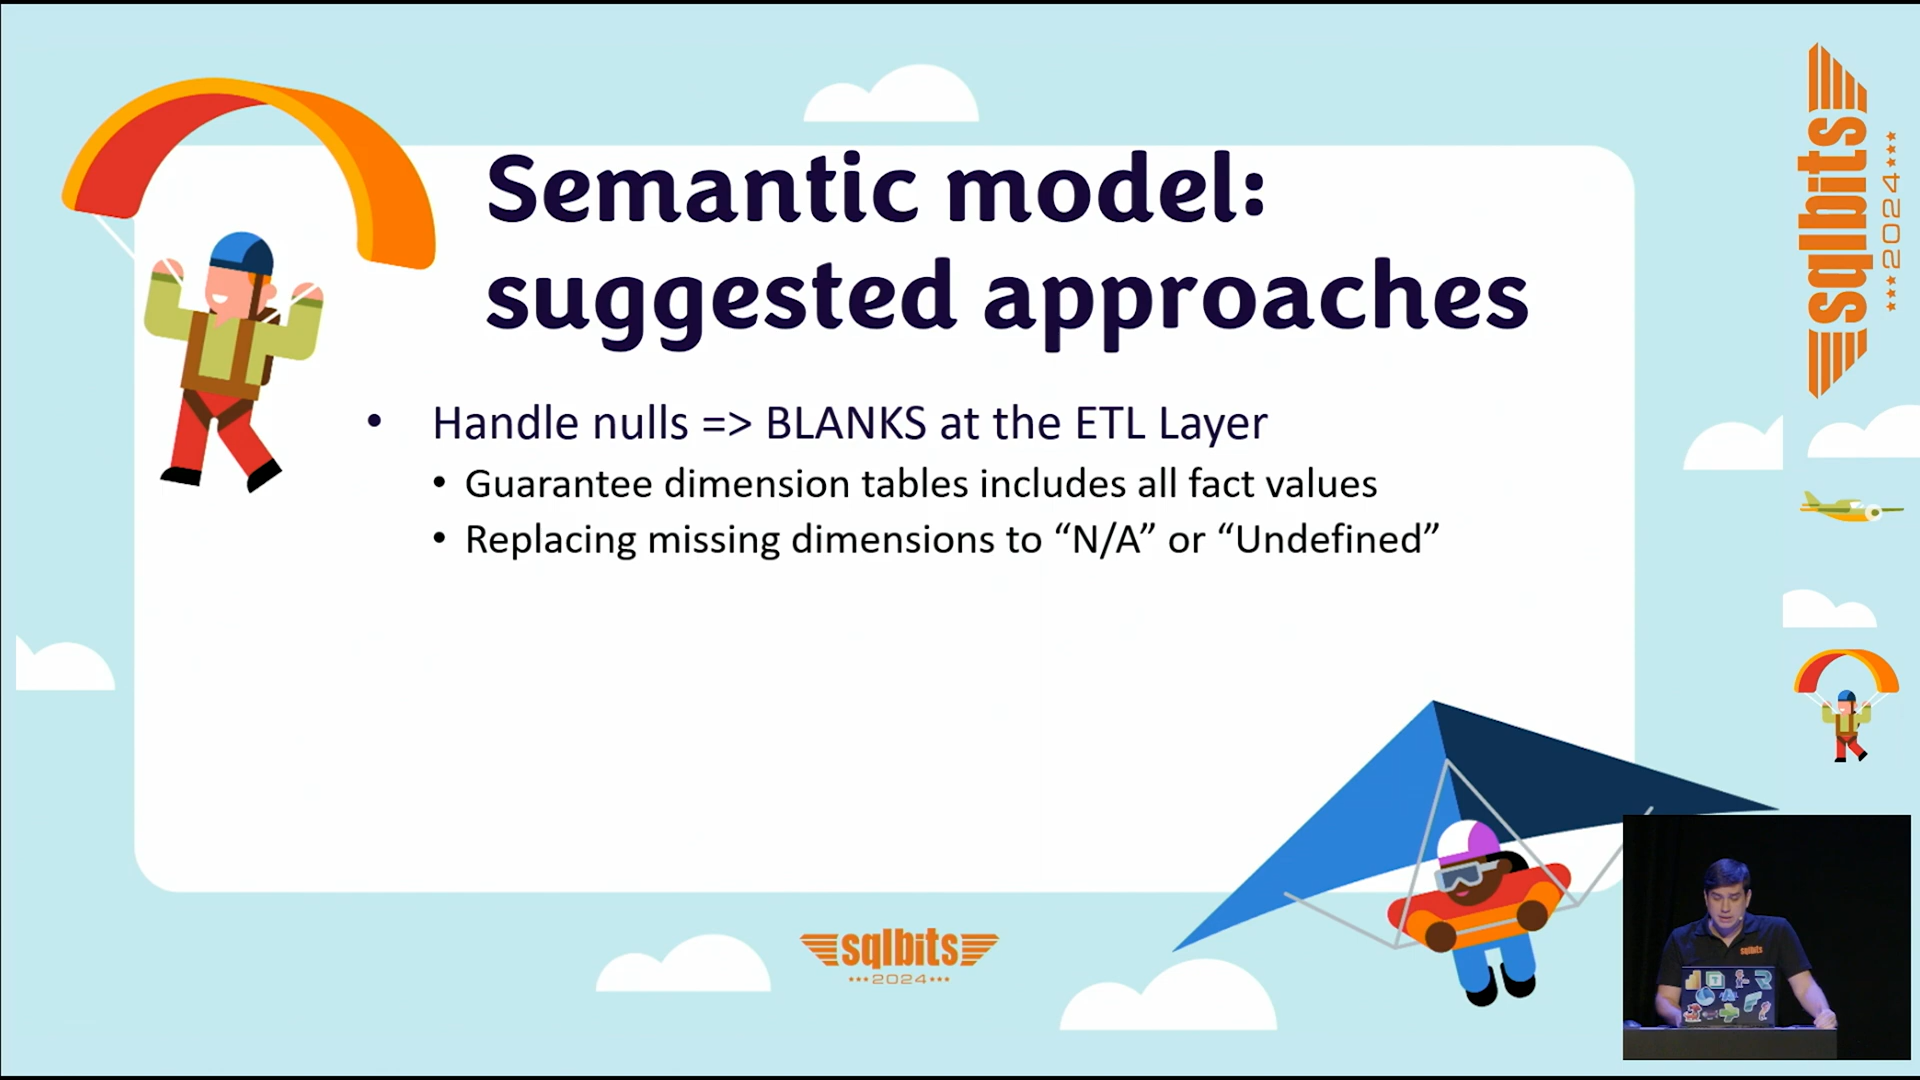 Semantic model:
suggested approaches
• Handle nulls => BLANKS at the ETL Layer
• Guarantee dimension tables includes all fact values
• Replacing missing dimensions to “N/A” or “Undefined”
sqlbits
2024
sqlbits
2024
sqlbits